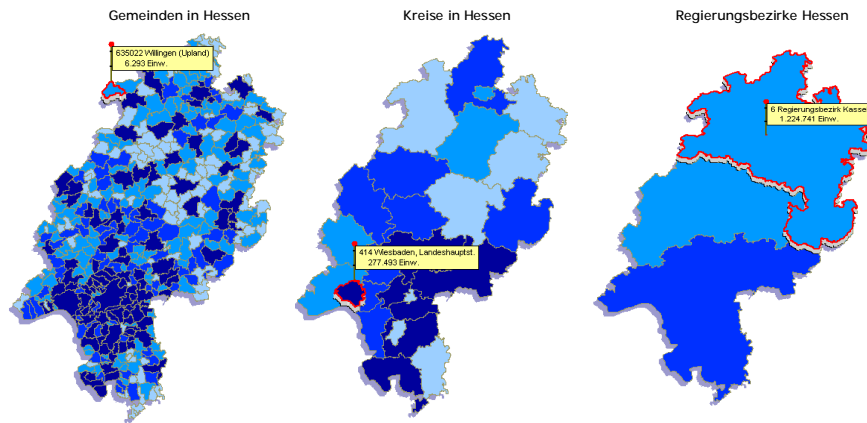 Gemeinden in Hessen
Kreise in Hessen
Regierungsbezirke Hessen
635022 Willingen (Upland)
6.293 Einw.
414 Wiesbaden, Landeshauptst.
277.493 Einw.
6 Regierungsbezirk Kasse
1.224.741 Einw.